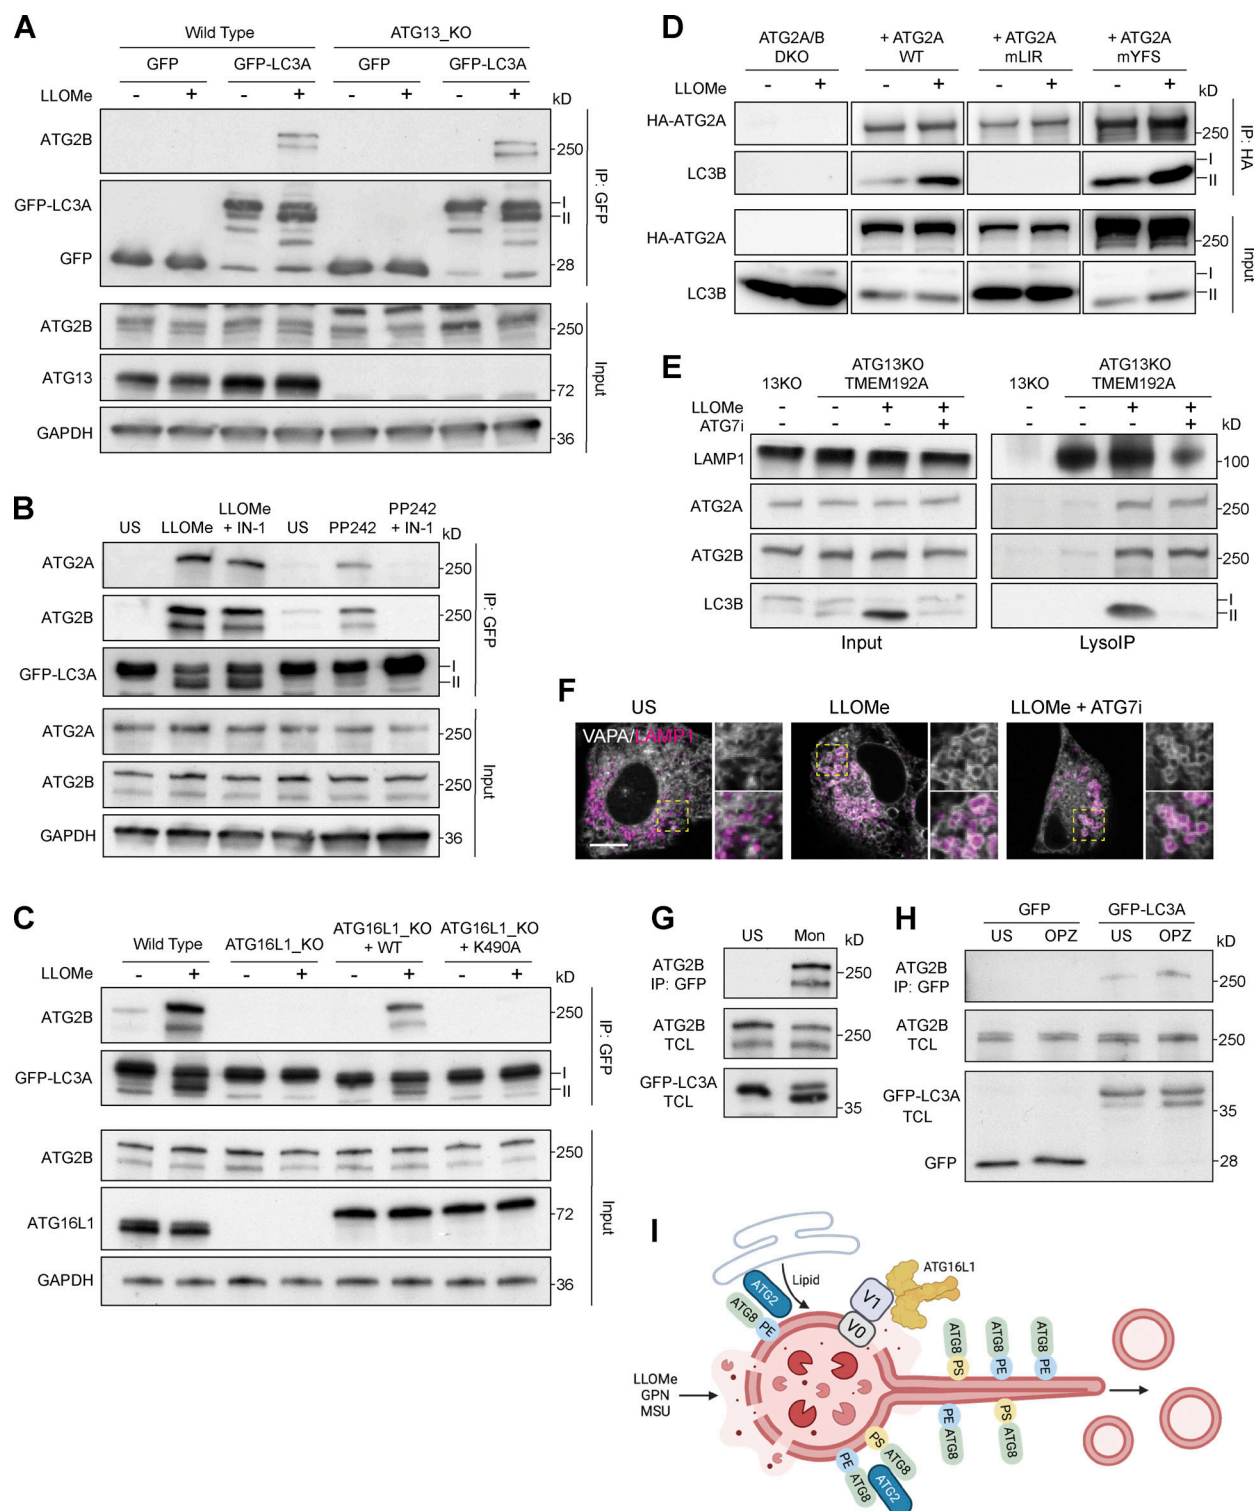 A
Wild Type
ATG13_KO
GFP
GFP-LC3A
GFP
GFP-LC3A
LLOMe
-
+
-
+
-
+
-
+
kD
ATG2B
250
GFP-LC3A
I
II
GFP
28
IP: GFP
ATG2B
250
ATG13
72
GAPDH
36
Input
B
US
LLOMe
LLOMe + IN-1
US
PP242
PP242 + IN-1
kD
ATG2A
250
ATG2B
250
GFP-LC3A
I
II
IP: GFP
ATG2A
250
ATG2B
250
GAPDH
36
Input
C
Wild Type
ATG16L1_KO
ATG16L1_KO + WT
ATG16L1_KO + K490A
LLOMe
-
+
-
+
-
+
-
+
kD
ATG2B
250
GFP-LC3A
I
II
IP: GFP
ATG2B
250
ATG16L1
72
GAPDH
36
Input
D
ATG2A/B DKO
+ ATG2A WT
+ ATG2A mLIR
+ ATG2A mYFS
LLOMe
-
+
-
+
-
+
-
+
kD
HA-ATG2A
250
LC3B
I
II
IP: HA
HA-ATG2A
250
LC3B
I
II
Input
E
13KO
ATG13KO TMEM192A
13KO
ATG13KO TMEM192A
LLOMe
-
-
+
+
-
-
+
+
ATG7i
-
-
-
+
-
-
-
+
kD
LAMP1
100
ATG2A
250
ATG2B
250
LC3B
I
II
Input
LysoIP
F
US
LLOMe
LLOMe + ATG7i
VAPA/LAMP1
G
US
Mon
kD
ATG2B
IP: GFP
250
ATG2B
TCL
250
GFP-LC3A
TCL
35
H
GFP
GFP-LC3A
US
OPZ
US
OPZ
kD
ATG2B
IP: GFP
250
ATG2B
TCL
250
GFP-LC3A
TCL
35
GFP
28
I
Lipid
ATG2
ATG8
PE
V1
V0
ATG16L1
LLOMe
GPN
MSU
ATG8
PS
ATG8
PE
ATG8
PE
PE
ATG8
PS
ATG8
PS
ATG8
PE
ATG8
ATG2